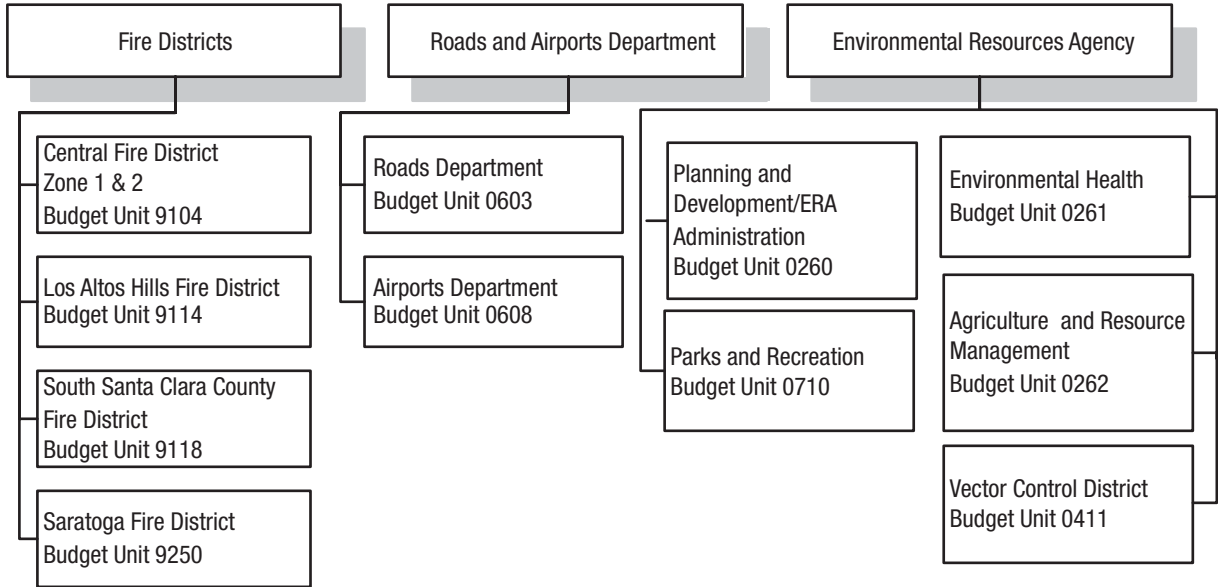 Fire Districts
Central Fire District
Zone 1 & 2
Budget Unit 9104
Los Altos Hills Fire District
Budget Unit 9114
South Santa Clara County
Fire District
Budget Unit 9118
Saratoga Fire District
Budget Unit 9250
Roads and Airports Department
Roads Department
Budget Unit 0603
Airports Department
Budget Unit 0608
Environmental Resources Agency
Planning and
Development/ERA
Administration
Budget Unit 0260
Parks and Recreation
Budget Unit 0710
Environmental Health
Budget Unit 0261
Agriculture and Resource
Management
Budget Unit 0262
Vector Control District
Budget Unit 0411